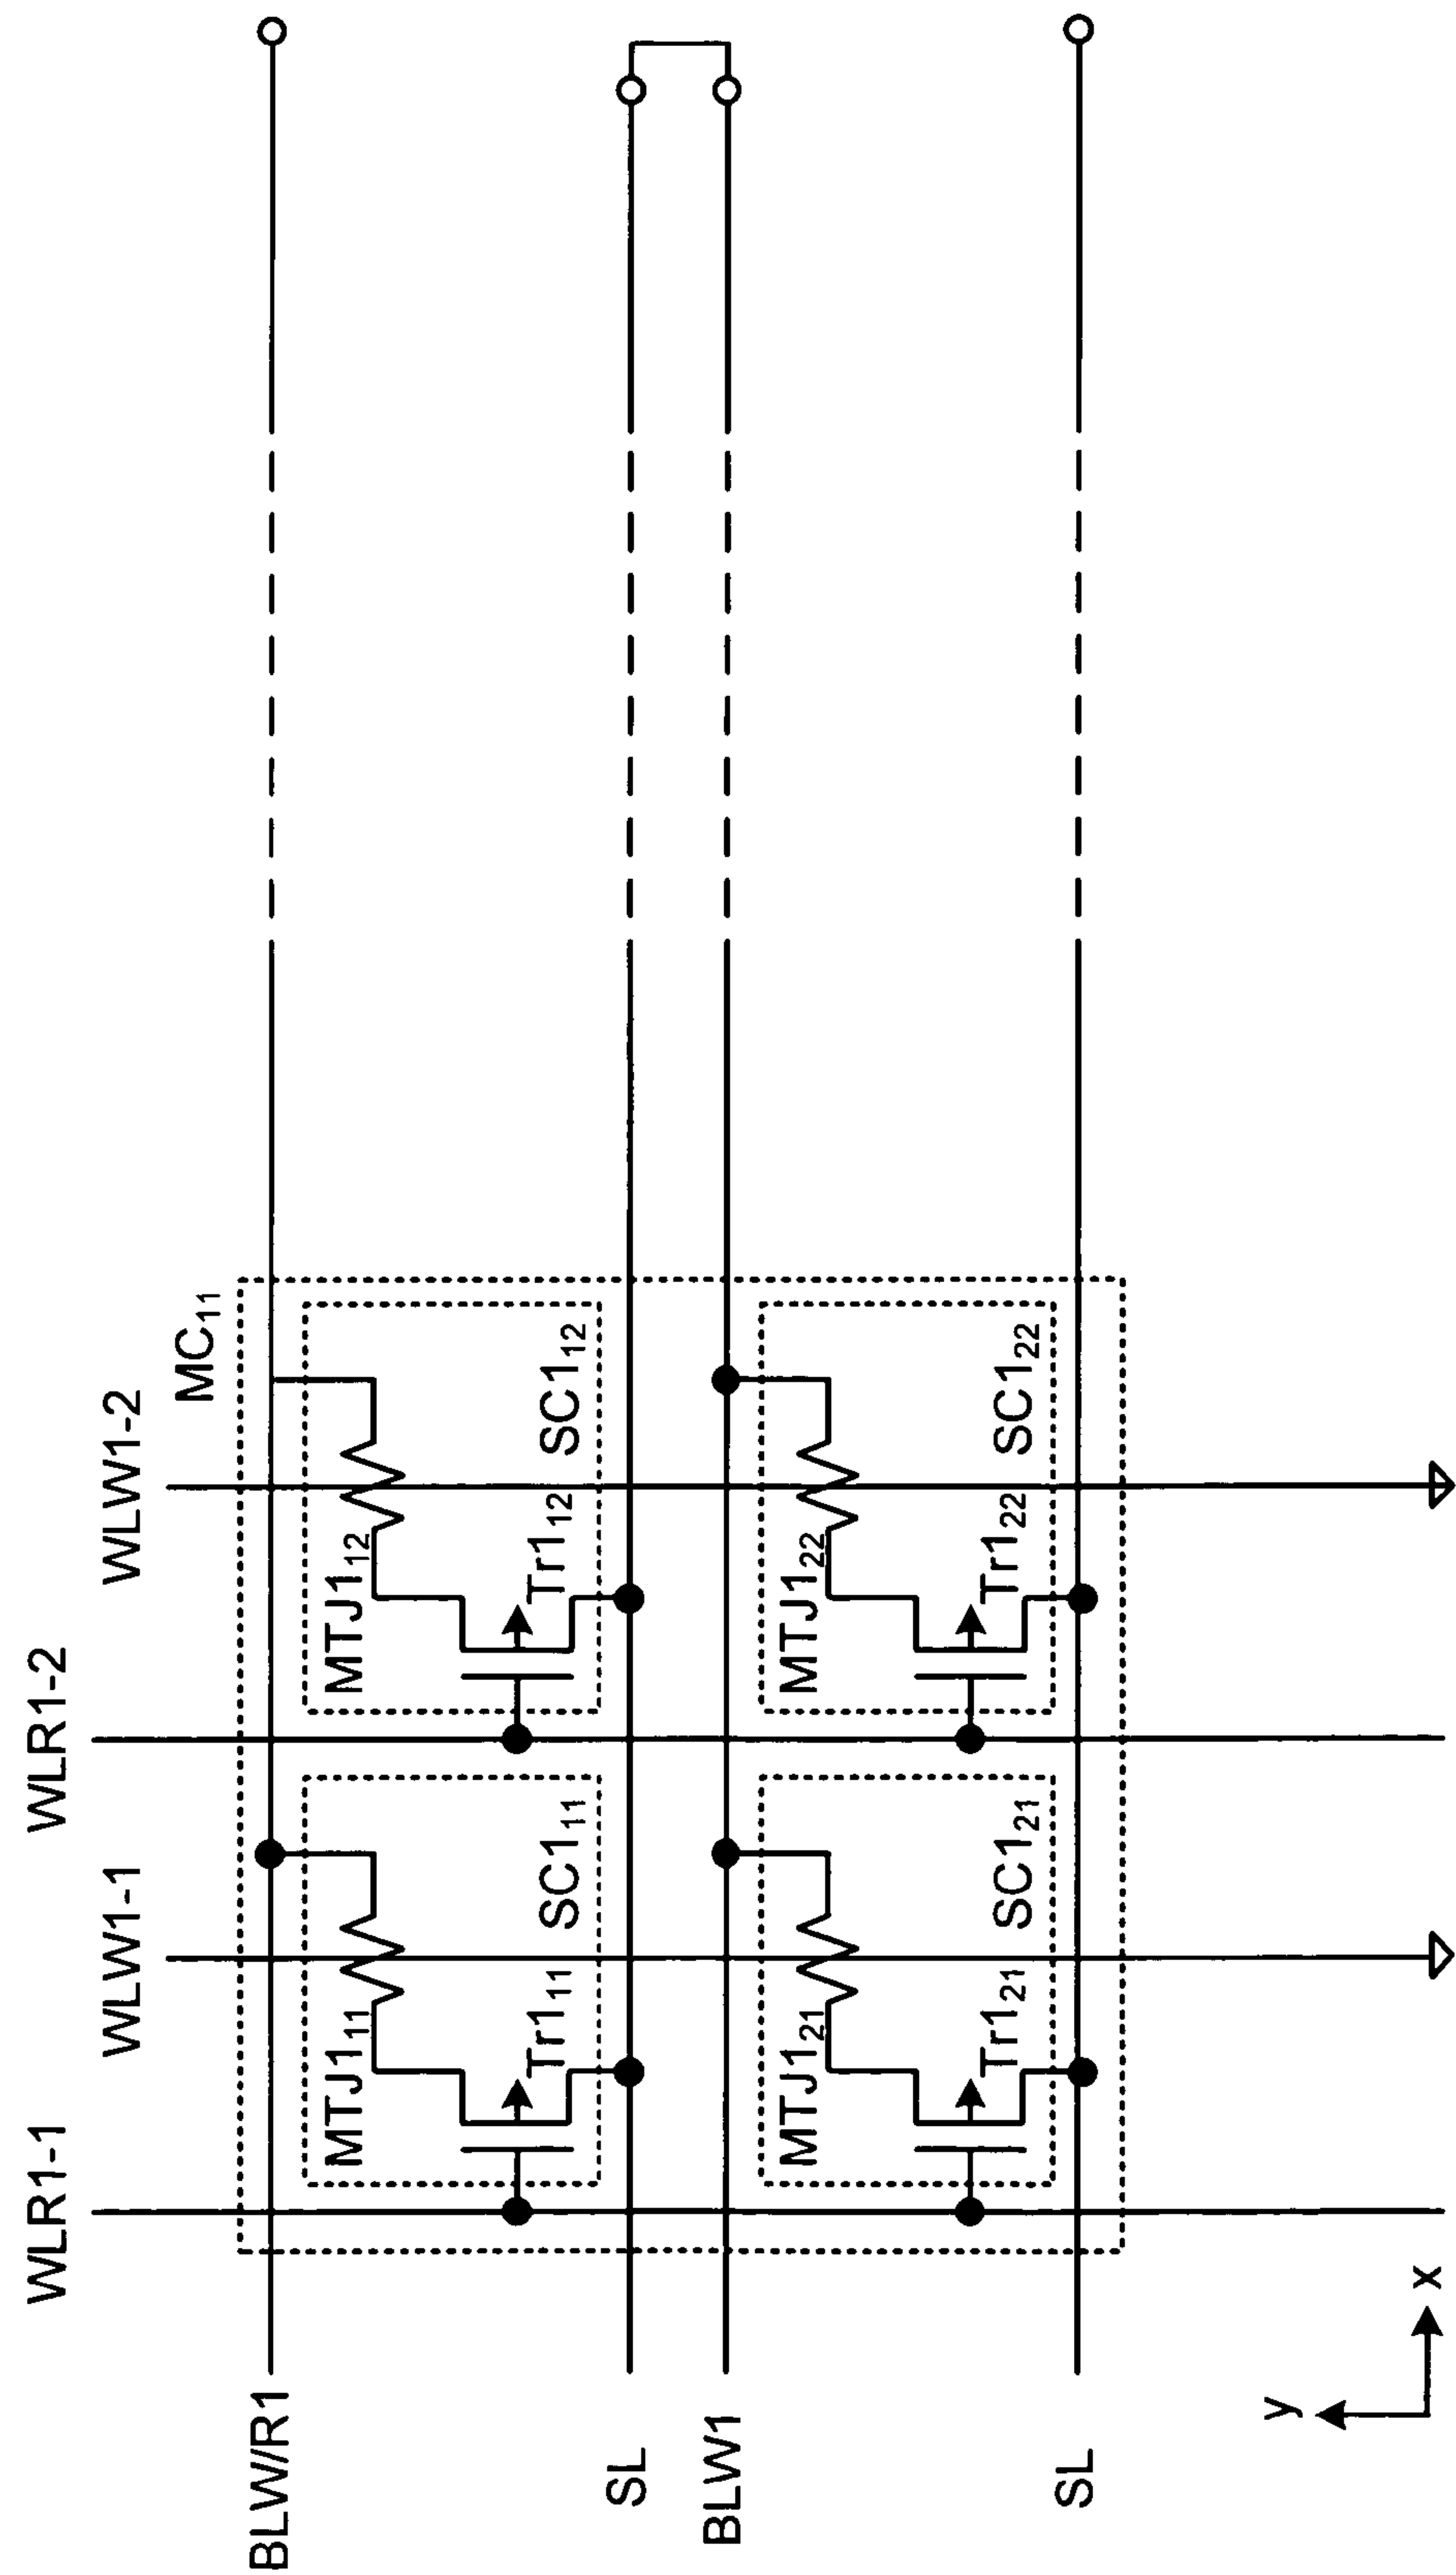 WLR1-1
WLW1-1
WLR1-2
WLW1-2
MC₁₁
BLW/R1
MTJ1₁₁
Tr1₁₁
SC1₁₁
MTJ1₁₂
Tr1₁₂
SC1₁₂
SL
BLW1
MTJ1₂₁
Tr1₂₁
SC1₂₁
MTJ1₂₂
Tr1₂₂
SC1₂₂
SL
y
x